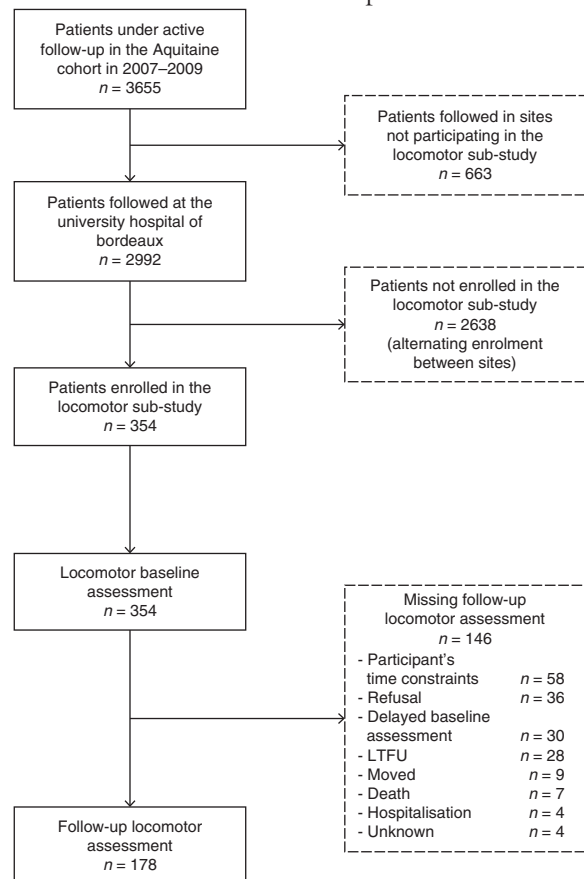 Patients under active
follow-up in the Aquitaine
cohort in 2007–2009
n = 3655
Patients followed in sites
not participating in the
locomotor sub-study
n = 663
Patients followed at the
university hospital of
bordeaux
n = 2992
Patients not enrolled in the
locomotor sub-study
n = 2638
(alternating enrolment
between sites)
Patients enrolled in the
locomotor sub-study
n = 354
Locomotor baseline
assessment
n = 354
Missing follow-up
locomotor assessment
n = 146
- Participant's
time constraints n = 58
- Refusal n = 36
- Delayed baseline
assessment n = 30
- LTFU n = 28
- Moved n = 9
- Death n = 7
- Hospitalisation n = 4
- Unknown n = 4
Follow-up locomotor
assessment
n = 178